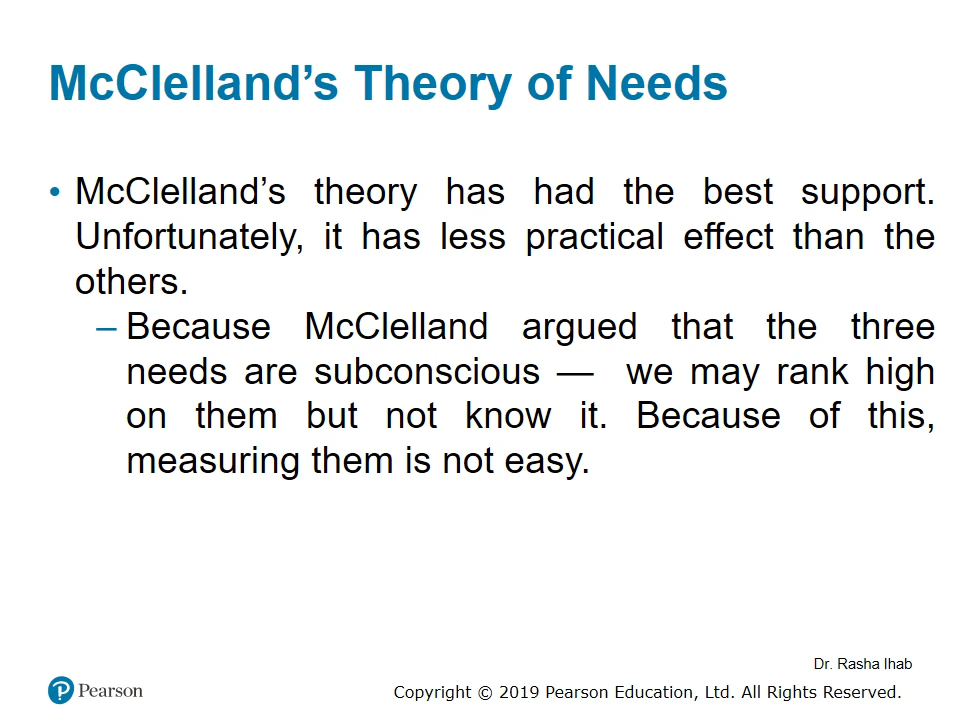 McClelland’s Theory of Needs
• McClelland’s theory has had the best support.
Unfortunately, it has less practical effect than the
others.
– Because McClelland argued that the three
needs are subconscious — we may rank high
on them but not know it. Because of this,
measuring them is not easy.
Dr. Rasha Ihab
Pearson
Copyright © 2019 Pearson Education, Ltd. All Rights Reserved.